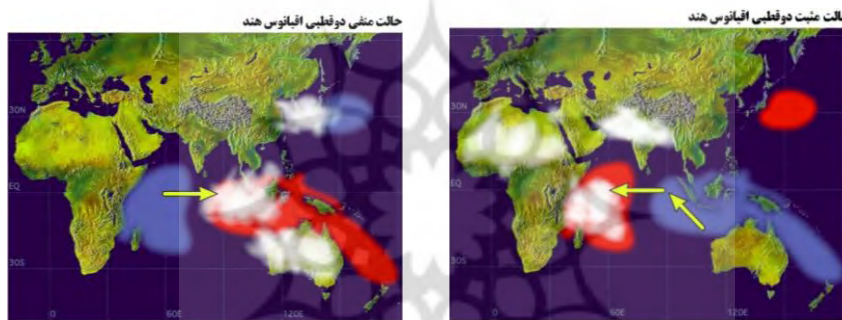 حالت منفی دوقطبی اقیانوس هند
حالت مثبت دوقطبی اقیانوس هند
30N
EQ
30S
0
60E
120E
30N
EQ
30S
0
60E
120E